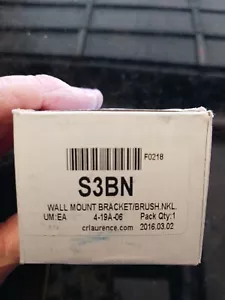 F0218
S3BN
WALL MOUNT BRACKET/BRUSH.NKL.
UM:EA 4-19A-06 Pack Qty:1
crlaurence.com 2016.03.02